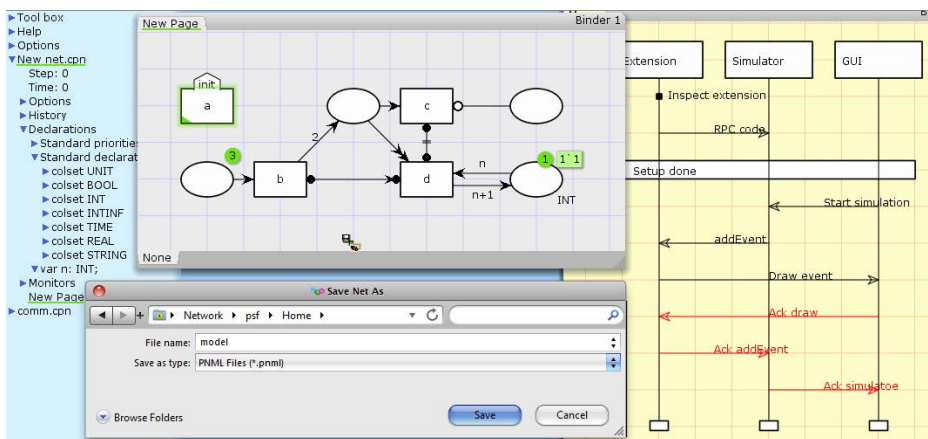 Tool box
Help
Options
New net.cpn
Step: 0
Time: 0
Options
History
Declarations
Standard prioritie
Standard declarat
colset UNIT
colset BOOL
colset INT
colset INTINF
colset TIME
colset REAL
colset STRING
var n: INT;
Monitors
New Page
comm.cpn
New Page
Binder 1
init
a
c
2
3
b
d
n
n+1
1
1`1
INT
None
Save Net As
Network psf Home
File name: model
Save as type: PNML Files (*.pnml)
Browse Folders
Save
Cancel
Extension
Simulator
GUI
Inspect extension
RPC code
Setup done
Start simulation
addEvent
Draw event
Ack draw
Ack addEvent
Ack simulatoe